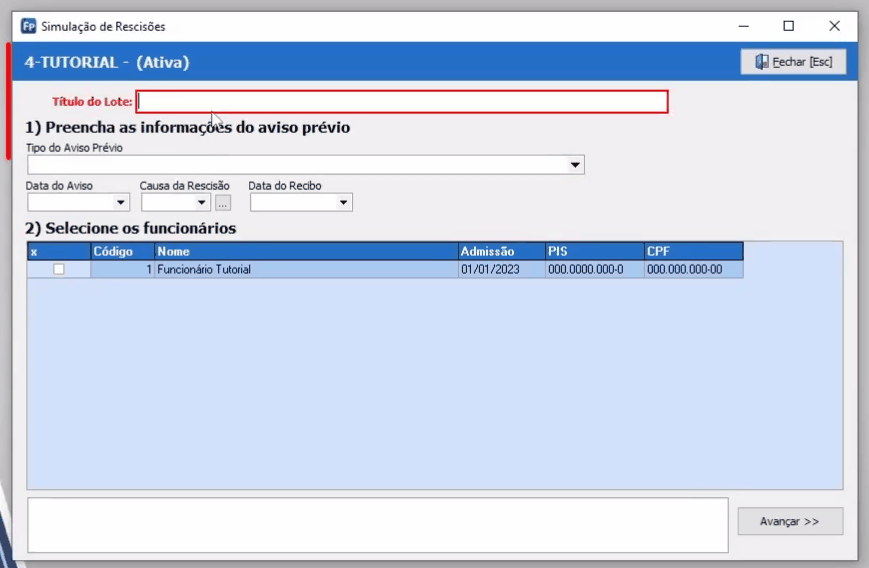 Fp Simulação de Rescisões
4-TUTORIAL - (Ativa)
Fechar [Esc]
Título do Lote:
1) Preencha as informações do aviso prévio
Tipo do Aviso Prévio
Data do Aviso Causa da Rescisão Data do Recibo
...
2) Selecione os funcionários
x Código Nome Admissão PIS CPF
1 Funcionário Tutorial 01/01/2023 000.0000.000-0 000.000.000-00
Avançar >>